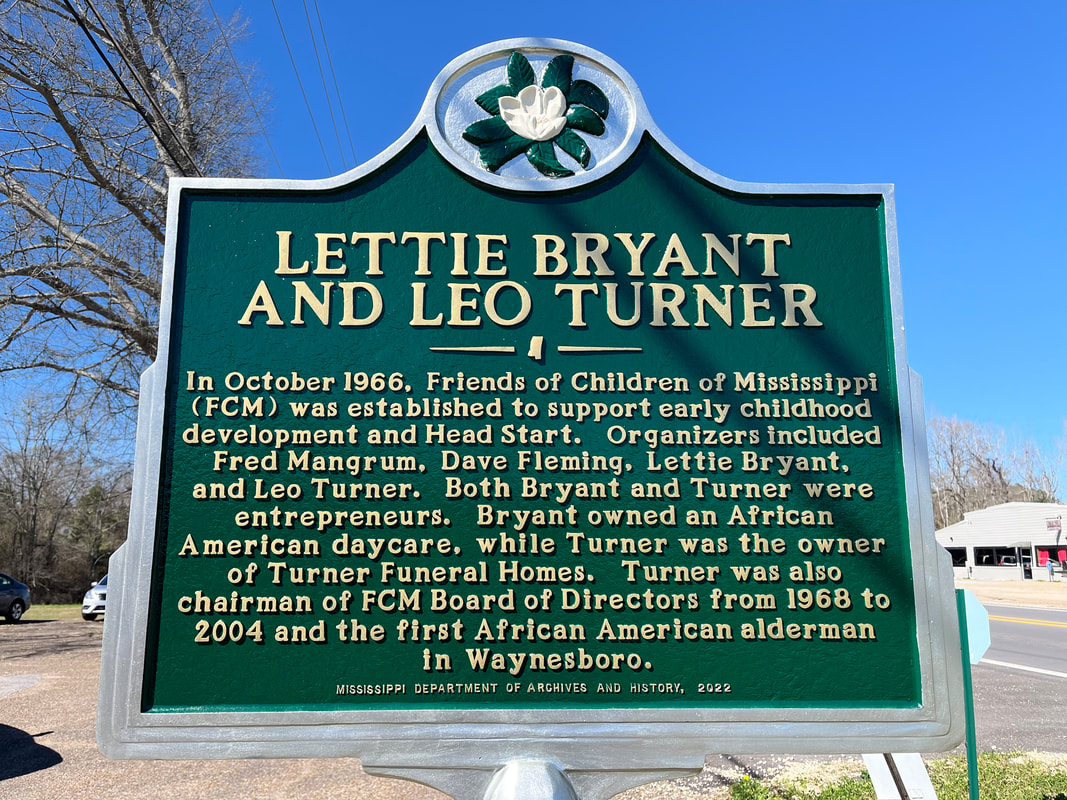 LETTIE BRYANT
AND LEO TURNER
In October 1966, Friends of Children of Mississippi
(FCM) was established to support early childhood
development and Head Start. Organizers included
Fred Mangrum, Dave Fleming, Lettie Bryant,
and Leo Turner. Both Bryant and Turner were
entrepreneurs. Bryant owned an African
American daycare, while Turner was the owner
of Turner Funeral Homes. Turner was also
chairman of FCM Board of Directors from 1968 to
2004 and the first African American alderman
in Waynesboro.
MISSISSIPPI DEPARTMENT OF ARCHIVES AND HISTORY, 2022